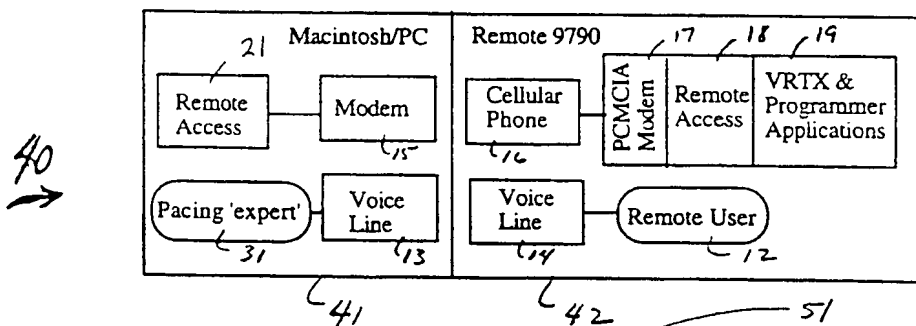 Macintosh/PC
Remote 9790
17
18
19
21
Remote
Access
Modem
15
Cellular
Phone
16
PCMCIA
Modem
Remote
Access
VRTX &
Programmer
Applications
40
Pacing 'expert'
31
Voice
Line
13
Voice
Line
14
Remote User
12
41
42
51